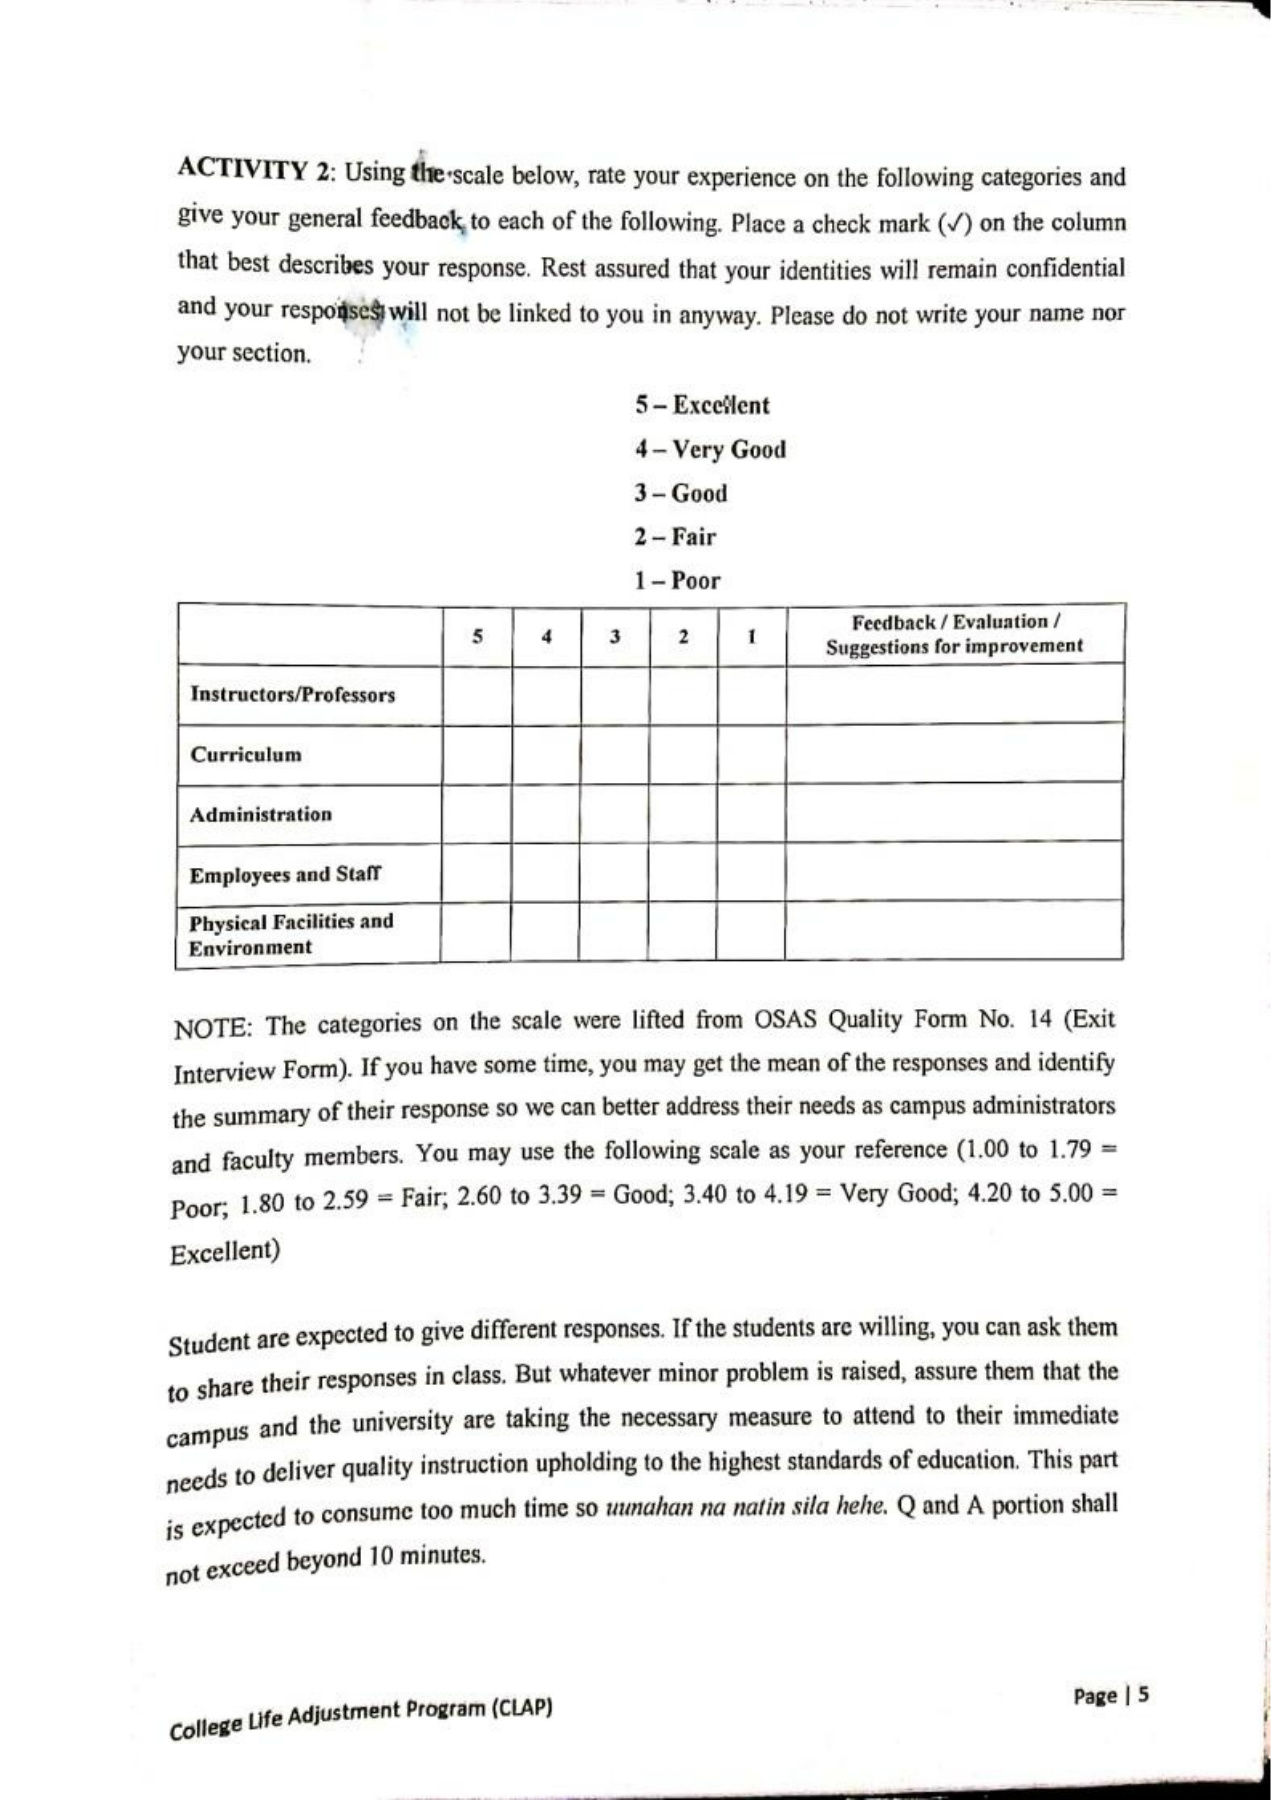 ACTIVITY 2: Using the scale below, rate your experience on the following categories and
give your general feedback to each of the following. Place a check mark (✓) on the column
that best describes your response. Rest assured that your identities will remain confidential
and your responses will not be linked to you in anyway. Please do not write your name nor
your section.
5 – Excellent
4 – Very Good
3 – Good
2 – Fair
1 – Poor
5 4 3 2 1 Feedback / Evaluation /
Suggestions for improvement
Instructors/Professors
Curriculum
Administration
Employees and Staff
Physical Facilities and
Environment
NOTE: The categories on the scale were lifted from OSAS Quality Form No. 14 (Exit
Interview Form). If you have some time, you may get the mean of the responses and identify
the summary of their response so we can better address their needs as campus administrators
and faculty members. You may use the following scale as your reference (1.00 to 1.79 =
Poor; 1.80 to 2.59 = Fair; 2.60 to 3.39 = Good; 3.40 to 4.19 = Very Good; 4.20 to 5.00 =
Excellent)
Student are expected to give different responses. If the students are willing, you can ask them
to share their responses in class. But whatever minor problem is raised, assure them that the
campus and the university are taking the necessary measure to attend to their immediate
needs to deliver quality instruction upholding to the highest standards of education. This part
is expected to consume too much time so uunahan na natin sila hehe. Q and A portion shall
not exceed beyond 10 minutes.
College Life Adjustment Program (CLAP)
Page | 5